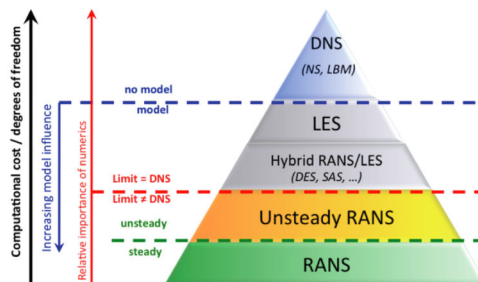 Computational cost / degrees of freedom
Increasing model influence
Relative importance of numerics
DNS
(NS, LBM)
no model
model
LES
Hybrid RANS/LES
(DES, SAS, ...)
Limit = DNS
Limit ≠ DNS
Unsteady RANS
unsteady
steady
RANS